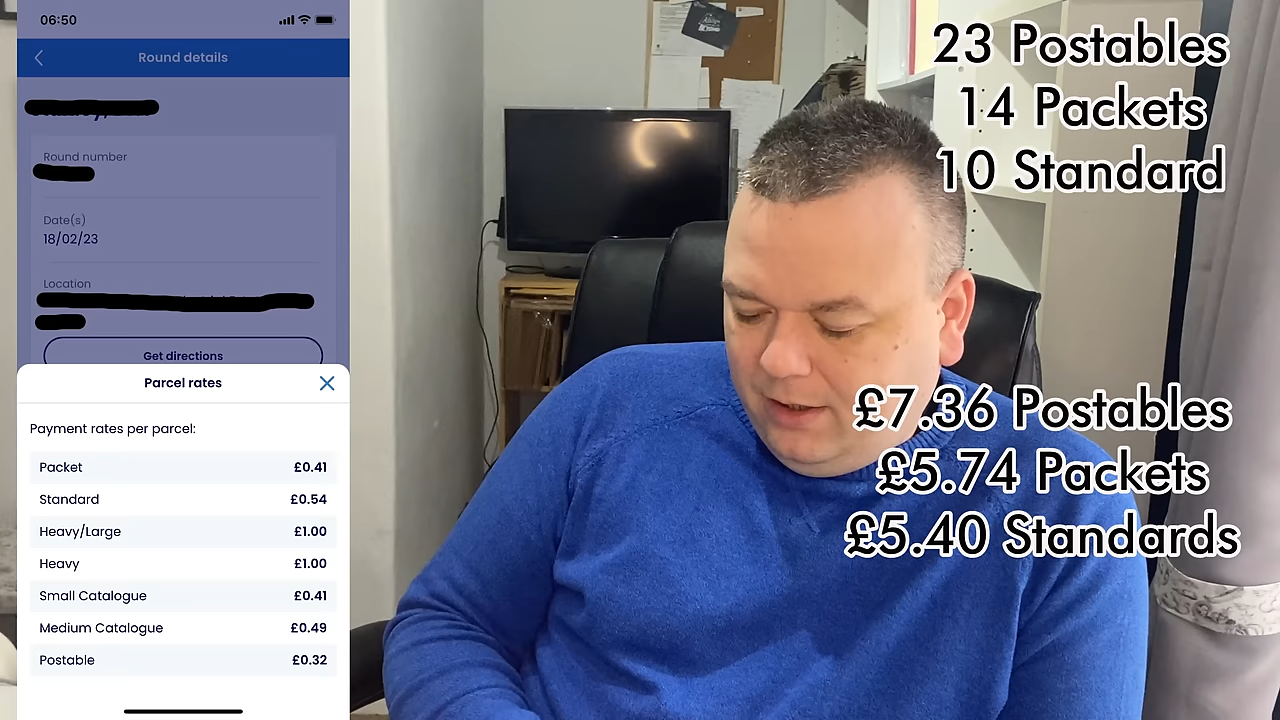 06:50
Round details
Round number
Date(s)
18/02/23
Location
Get directions
Parcel rates
Payment rates per parcel:
Packet £0.41
Standard £0.54
Heavy/Large £1.00
Heavy £1.00
Small Catalogue £0.41
Medium Catalogue £0.49
Postable £0.32
23 Postables
14 Packets
10 Standard
£7.36 Postables
£5.74 Packets
£5.40 Standards